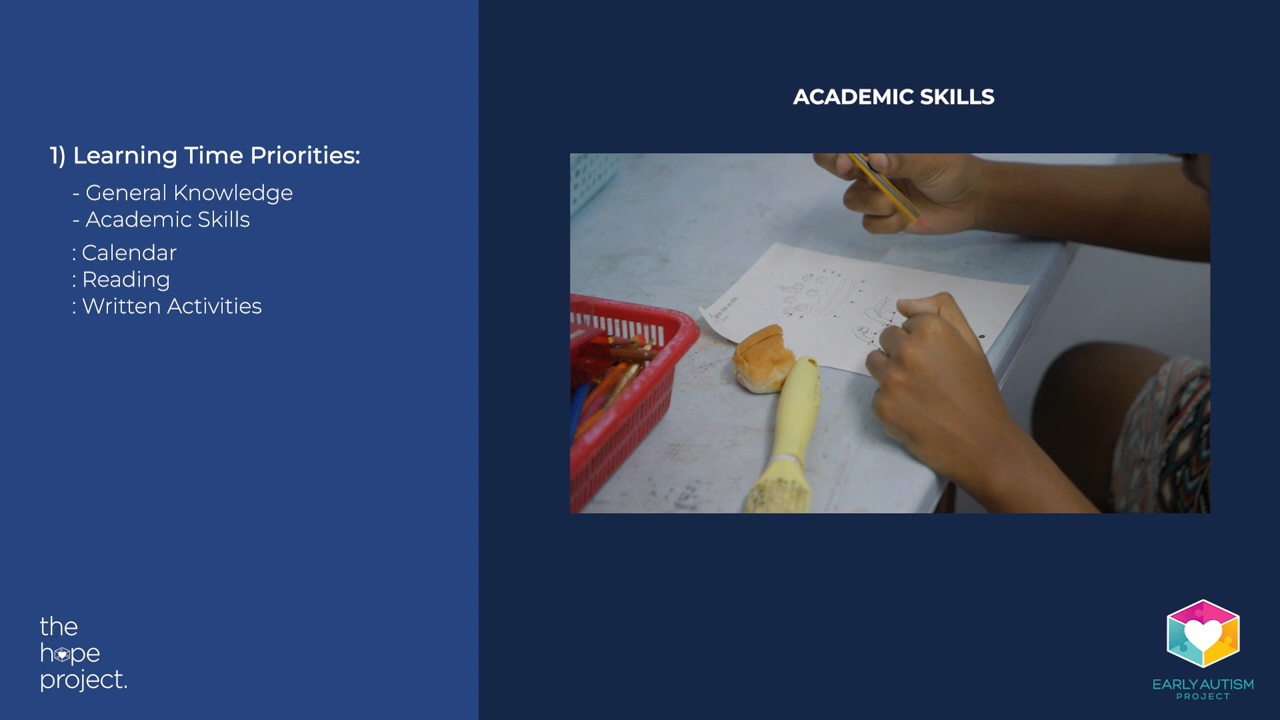 ACADEMIC SKILLS
1) Learning Time Priorities:
- General Knowledge
- Academic Skills
: Calendar
: Reading
: Written Activities
the
hope
project.
EARLY AUTISM
PROJECT